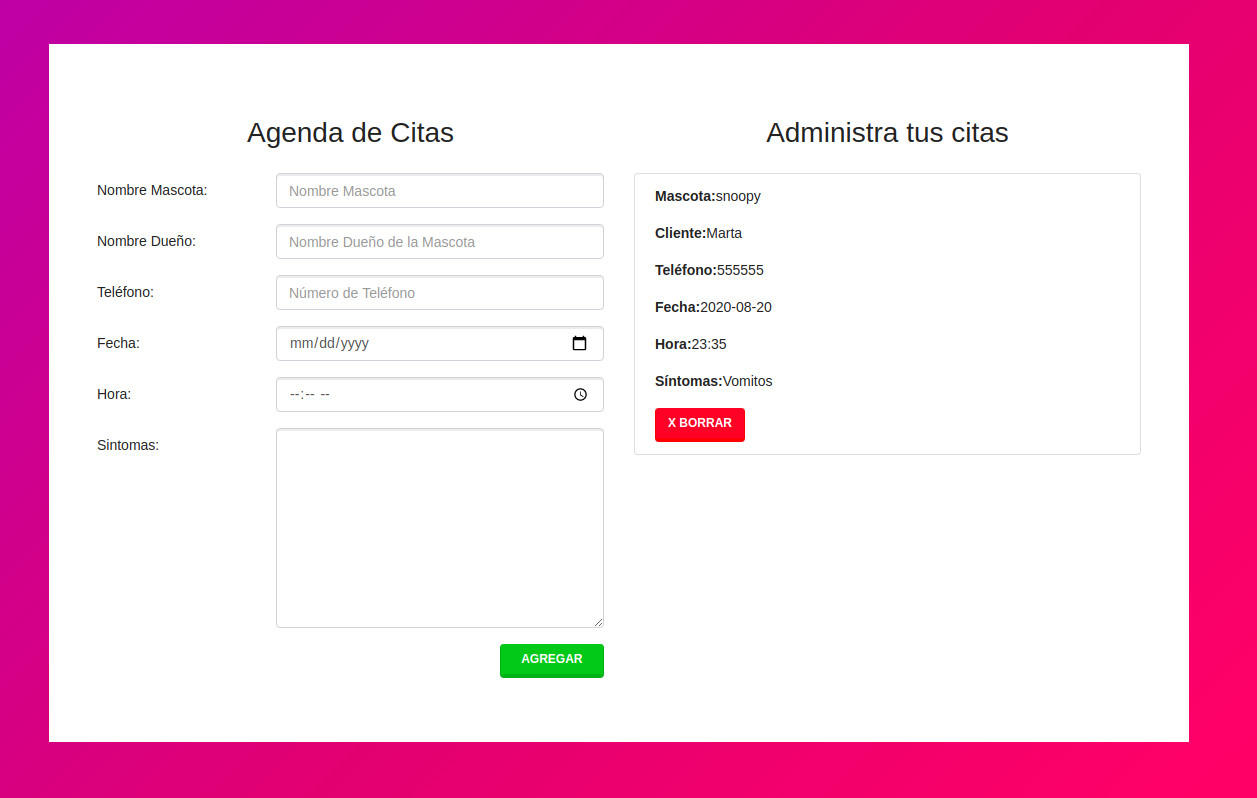 Agenda de Citas
Nombre Mascota:
Nombre Mascota
Nombre Dueño:
Nombre Dueño de la Mascota
Teléfono:
Número de Teléfono
Fecha:
mm/dd/yyyy
Hora:
--:-- --
Sintomas:
AGREGAR
Administra tus citas
Mascota:snoopy
Cliente:Marta
Teléfono:555555
Fecha:2020-08-20
Hora:23:35
Síntomas:Vomitos
X BORRAR